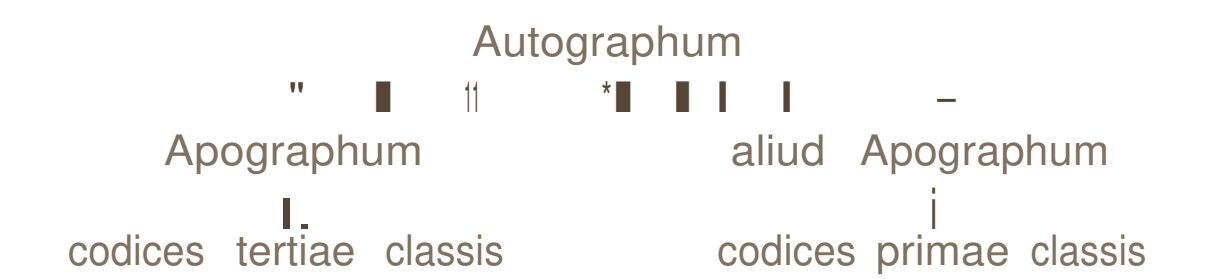 Autographum
Apographum aliud Apographum
codices tertiae classis codices primae classis